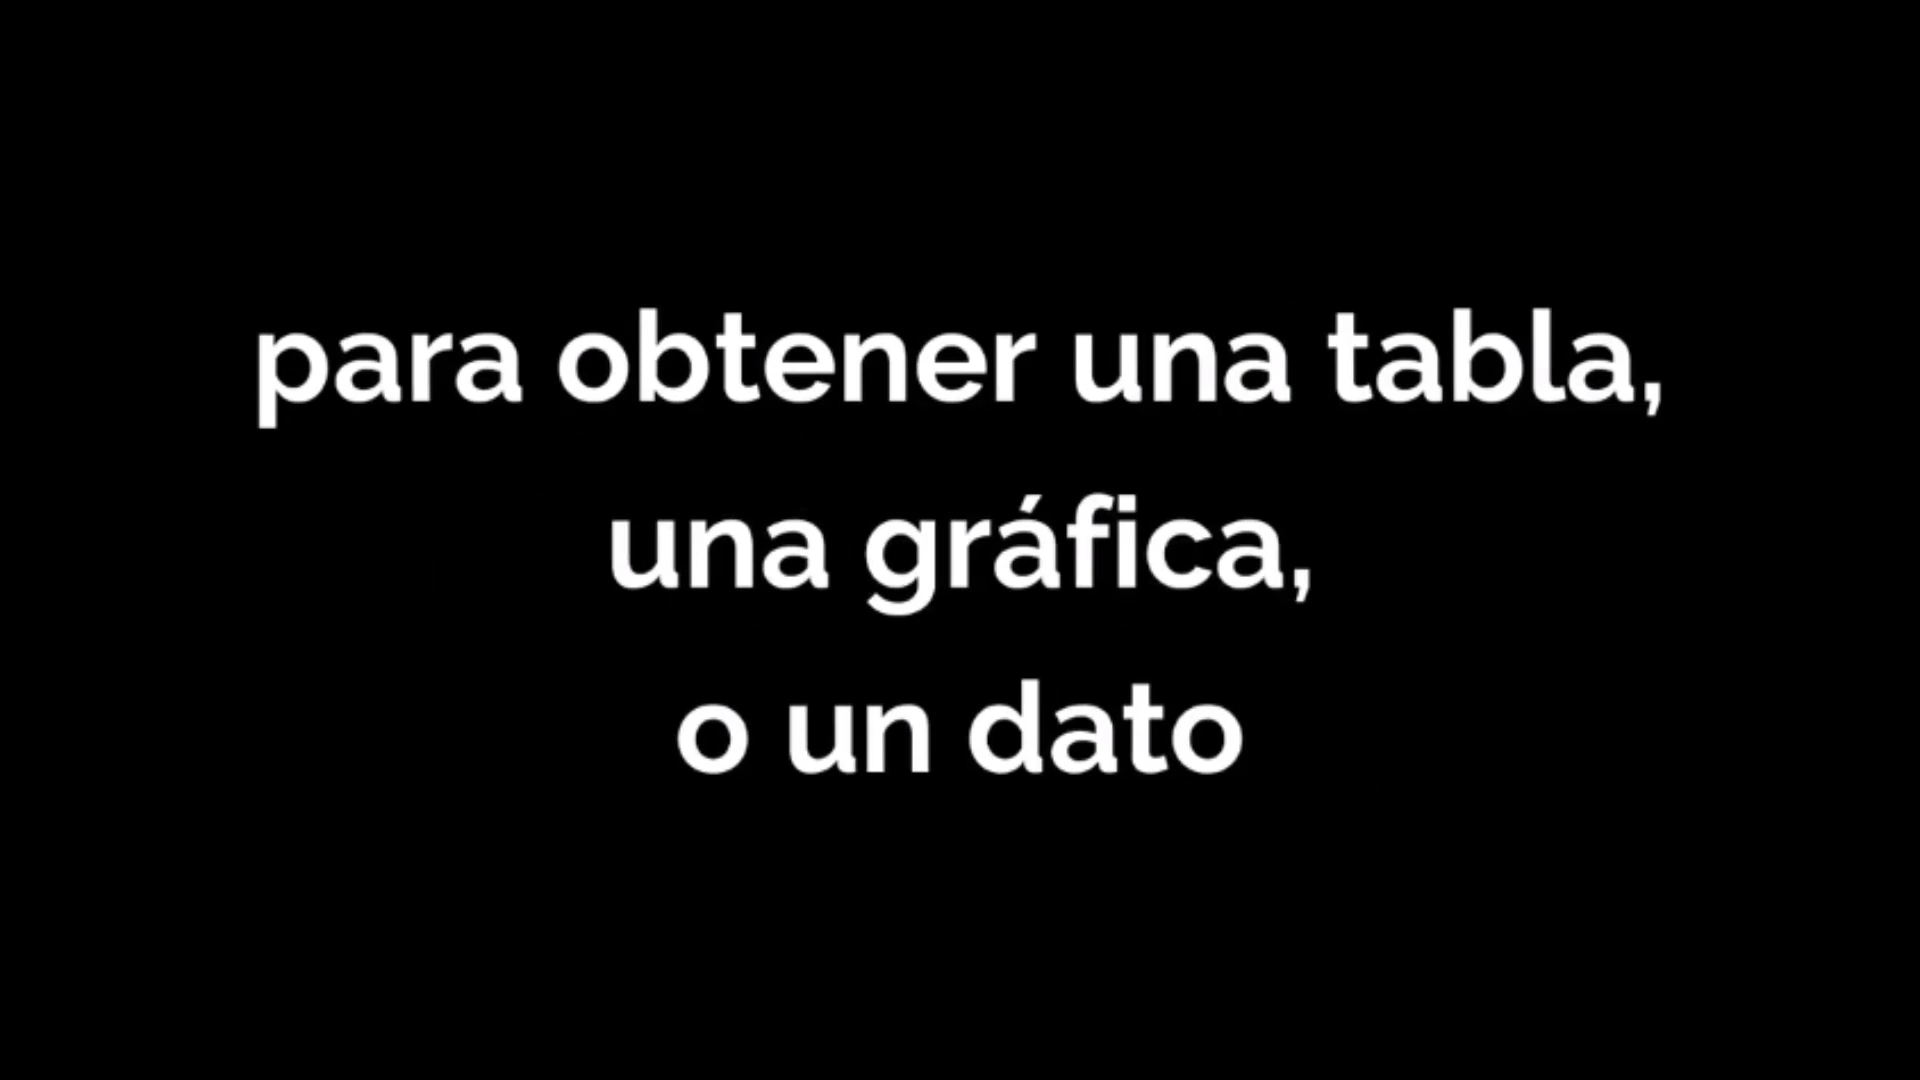 para obtener una tabla,
una gráfica,
o un dato